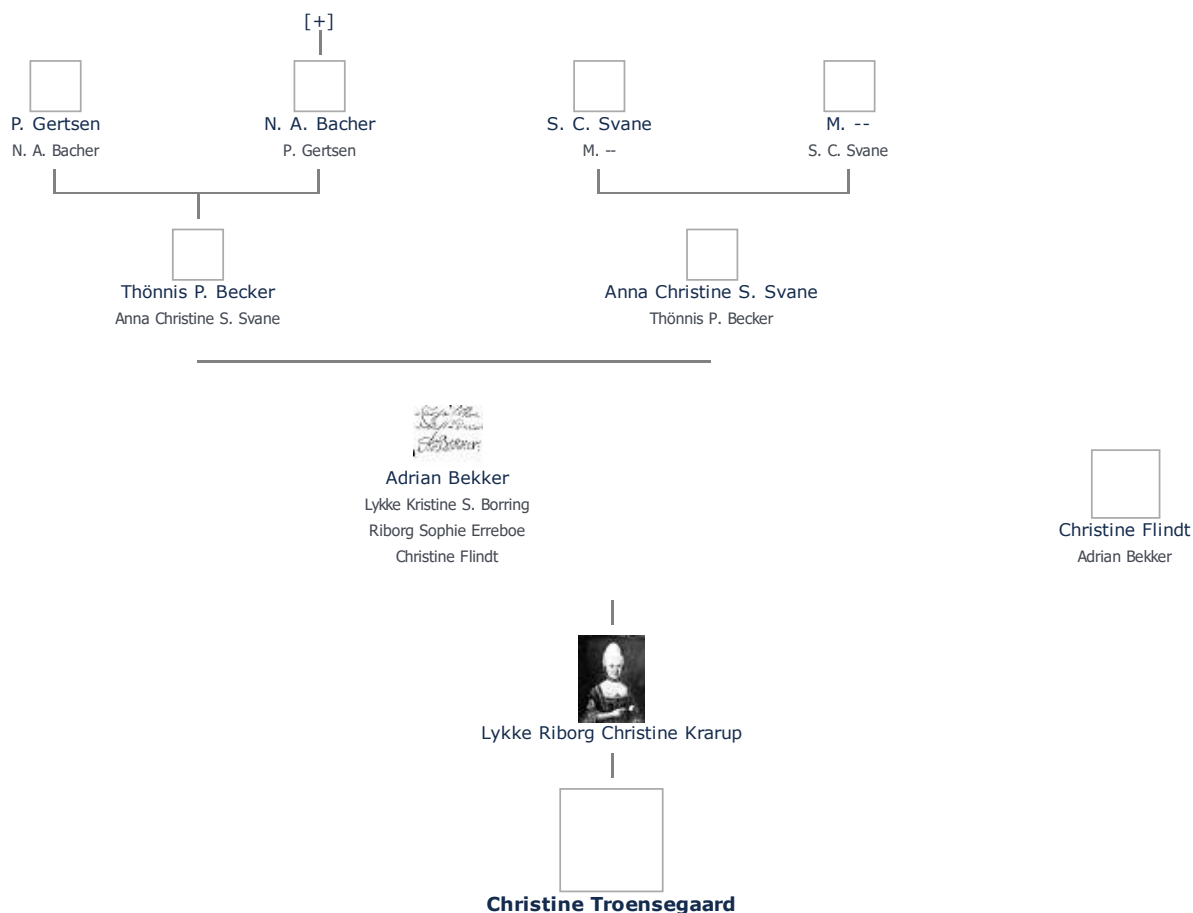 [+]
P. Gertsen
N. A. Bacher
N. A. Bacher
P. Gertsen
S. C. Svane
M. --
M. --
S. C. Svane
Thönnis P. Becker
Anna Christine S. Svane
Anna Christine S. Svane
Thönnis P. Becker
Adrian Bekker
Lykke Kristine S. Borring
Riborg Sophie Erreboe
Christine Flindt
Christine Flindt
Adrian Bekker
Lykke Riborg Christine Krarup
Christine Troensegaard